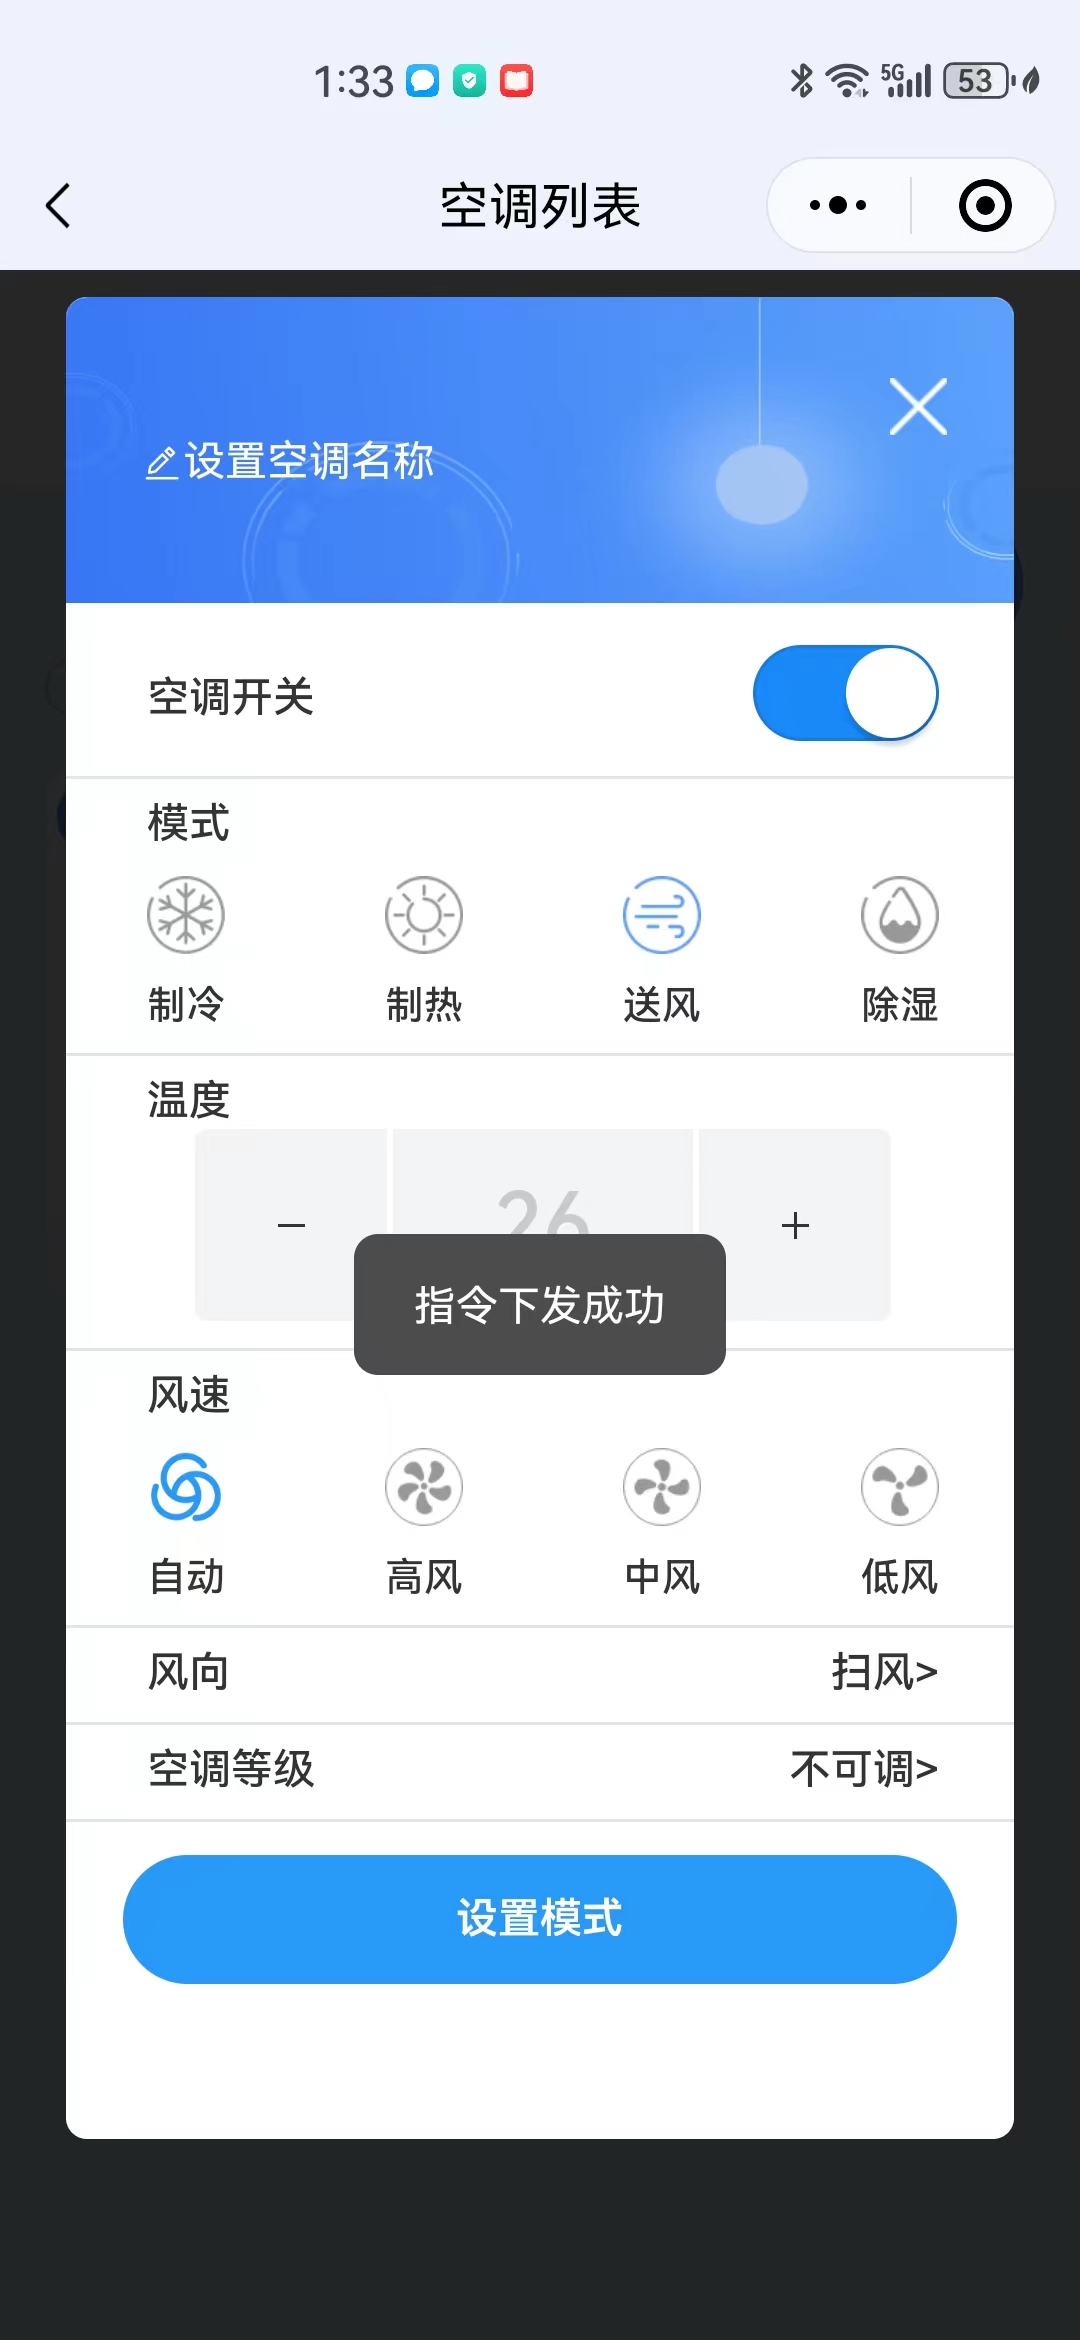 1:33
5G
53
空调列表
设置空调名称
空调开关
模式
制冷
制热
送风
除湿
温度
− 26 +
指令下发成功
风速
自动
高风
中风
低风
风向
扫风>
空调等级
不可调>
设置模式